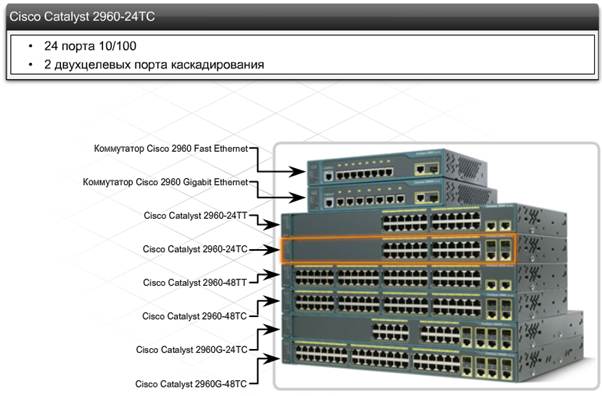 Cisco Catalyst 2960-24TC
• 24 порта 10/100
• 2 двухцелевых порта каскадирования
Коммутатор Cisco 2960 Fast Ethernet
Коммутатор Cisco 2960 Gigabit Ethernet
Cisco Catalyst 2960-24TT
Cisco Catalyst 2960-24TC
Cisco Catalyst 2960-48TT
Cisco Catalyst 2960-48TC
Cisco Catalyst 2960G-24TC
Cisco Catalyst 2960G-48TC